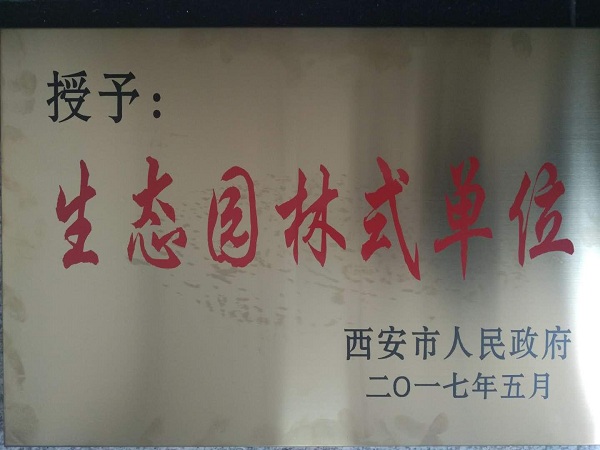 授予：
生态园林式单位
西安市人民政府
二〇一七年五月